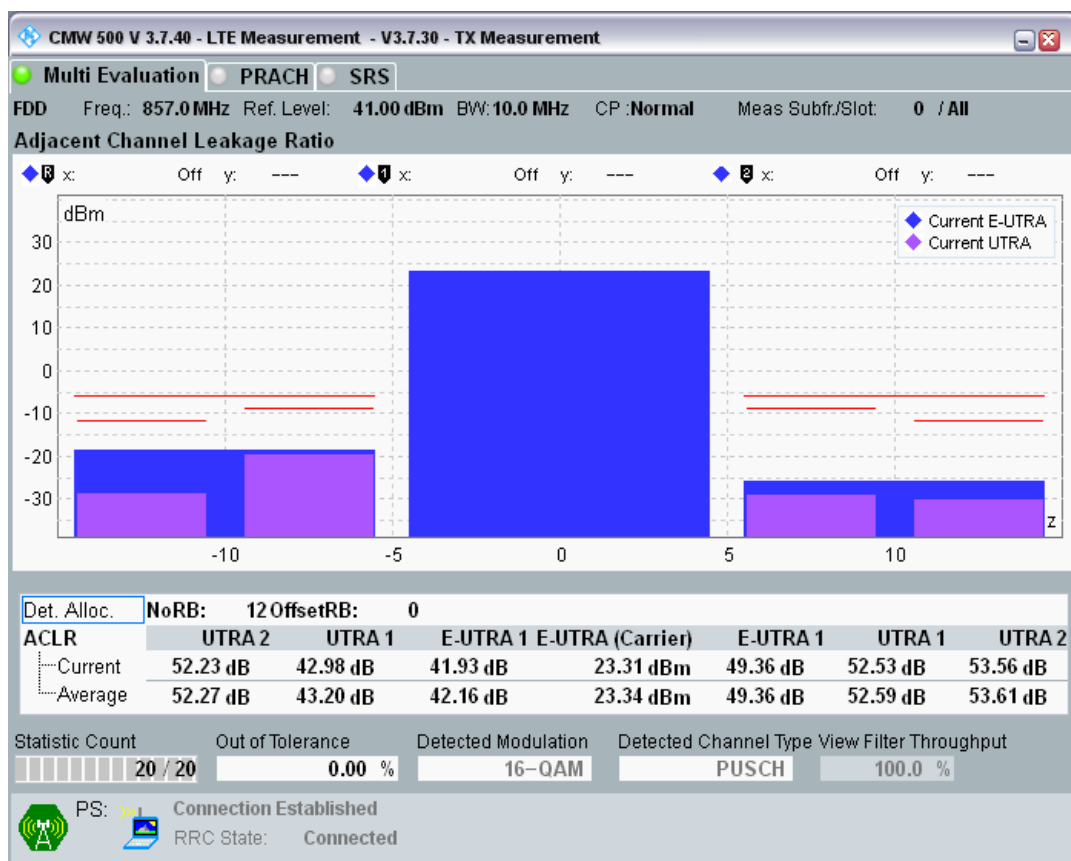 CMW 500 V 3.7.40 - LTE Measurement - V3.7.30 - TX Measurement
Multi Evaluation PRACH SRS
FDD Freq.: 857.0 MHz Ref. Level: 41.00 dBm BW: 10.0 MHz CP :Normal Meas Subfr./Slot: 0 / All
Adjacent Channel Leakage Ratio
R x: Off y: --- 1 x: Off y: --- 2 x: Off y: ---
dBm
Current E-UTRA
Current UTRA
30
20
10
0
-10
-20
-30
z
-10 -5 0 5 10
Det. Alloc. NoRB: 12 OffsetRB: 0
ACLR UTRA 2 UTRA 1 E-UTRA 1 E-UTRA (Carrier) E-UTRA 1 UTRA 1 UTRA 2
Current 52.23 dB 42.98 dB 41.93 dB 23.31 dBm 49.36 dB 52.53 dB 53.56 dB
Average 52.27 dB 43.20 dB 42.16 dB 23.34 dBm 49.36 dB 52.59 dB 53.61 dB
Statistic Count Out of Tolerance Detected Modulation Detected Channel Type View Filter Throughput
20 / 20 0.00 % 16-QAM PUSCH 100.0 %
PS: Connection Established
RRC State: Connected